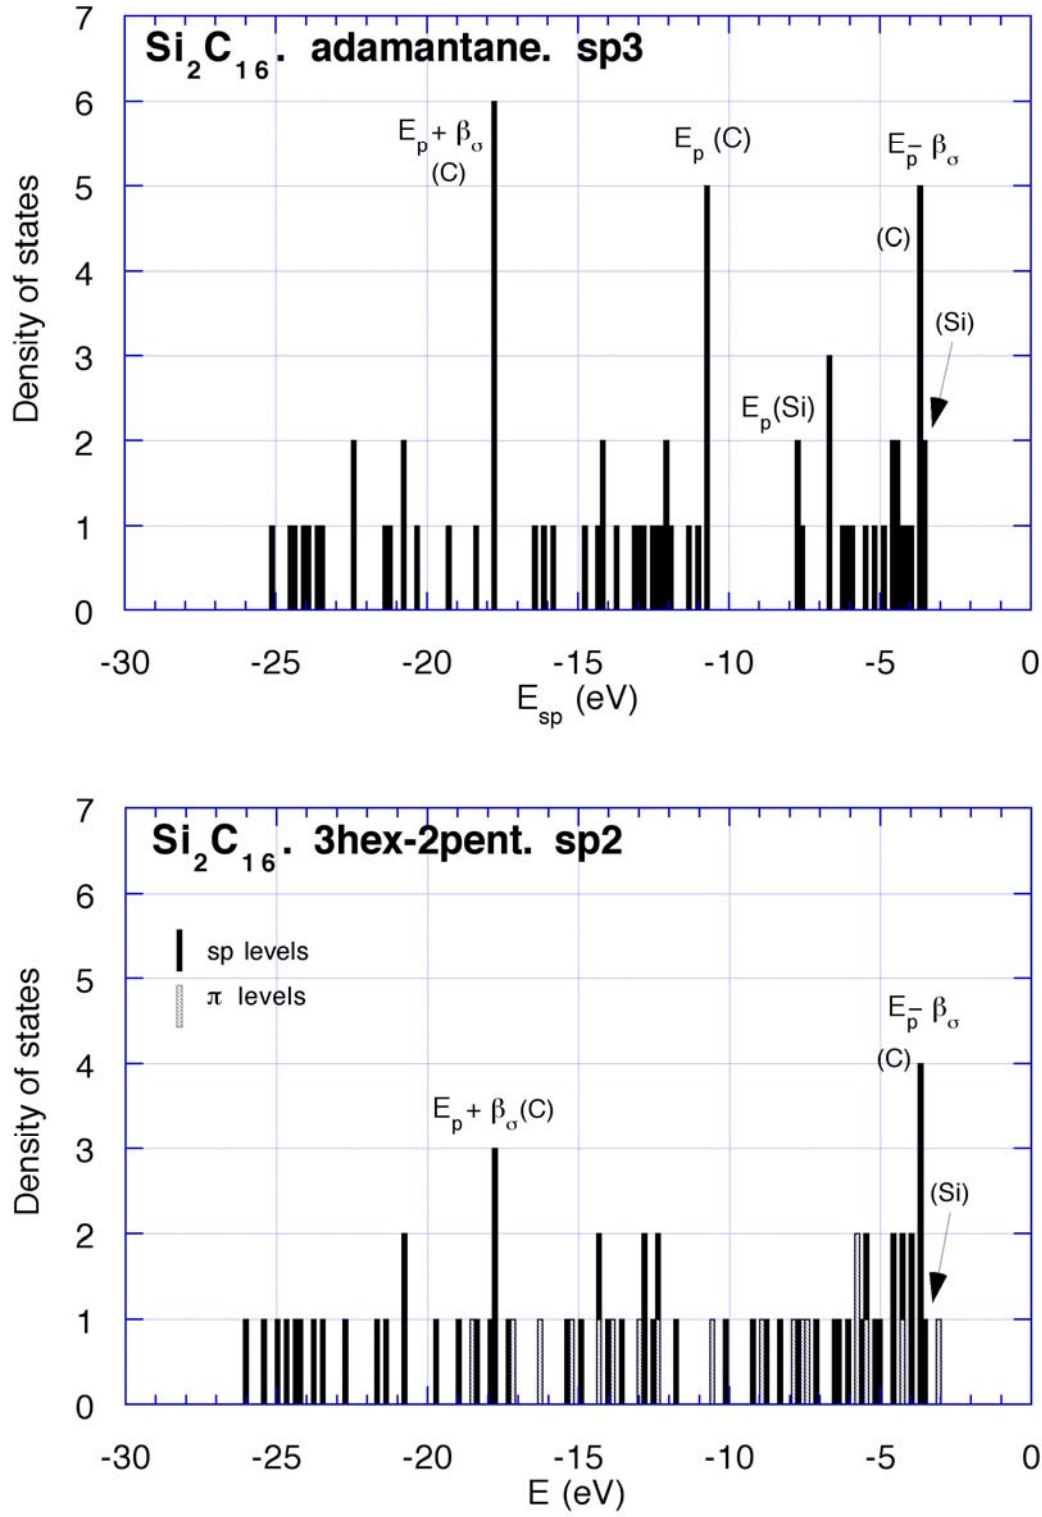 Si₂C₁₆. adamantane. sp3
7
6
5
4
3
2
1
0
Density of states
Eₚ + βσ
(C)
Eₚ (C)
Eₚ − βσ
(C)
(Si)
Eₚ(Si)
-30 -25 -20 -15 -10 -5 0
E_sp (eV)
Si₂C₁₆. 3hex-2pent. sp2
7
6
5
4
3
2
1
0
Density of states
sp levels
π levels
Eₚ + βσ(C)
Eₚ − βσ
(C)
(Si)
-30 -25 -20 -15 -10 -5 0
E (eV)